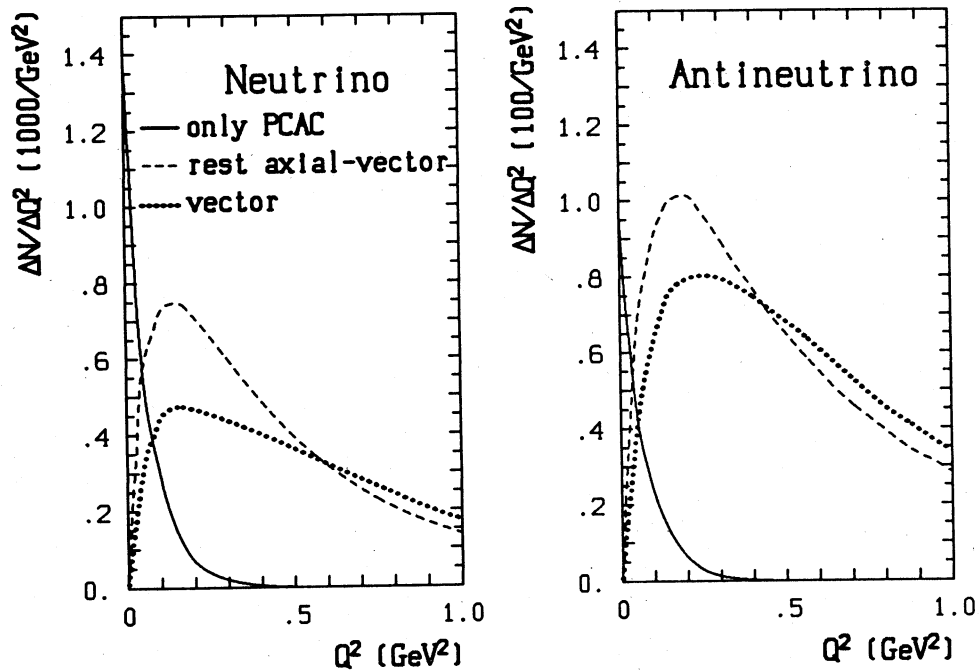 Neutrino
only PCAC
rest axial-vector
vector
ΔN/ΔQ² (1000/GeV²)
1.4
1.2
1.0
.8
.6
.4
.2
0.
0
.5
1.0
Q² (GeV²)
Antineutrino
ΔN/ΔQ² (100/GeV²)
1.4
1.2
1.0
.8
.6
.4
.2
0.
0
.5
1.0
Q² (GeV²)